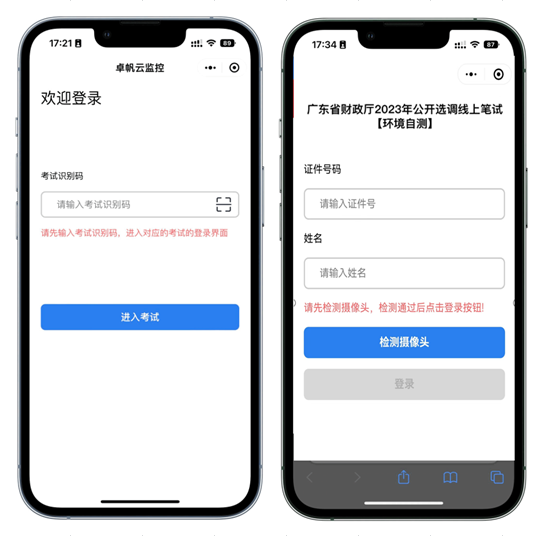 17:21
89
卓帆云监控
欢迎登录
考试识别码
请输入考试识别码
请先输入考试识别码、进入对应的考试的登录界面
进入考试
17:34
87
广东省财政厅2023年公开选调线上笔试
【环境自测】
证件号码
请输入证件号
姓名
请输入姓名
请先检测摄像头，检测通过后点击登录按钮!
检测摄像头
登录